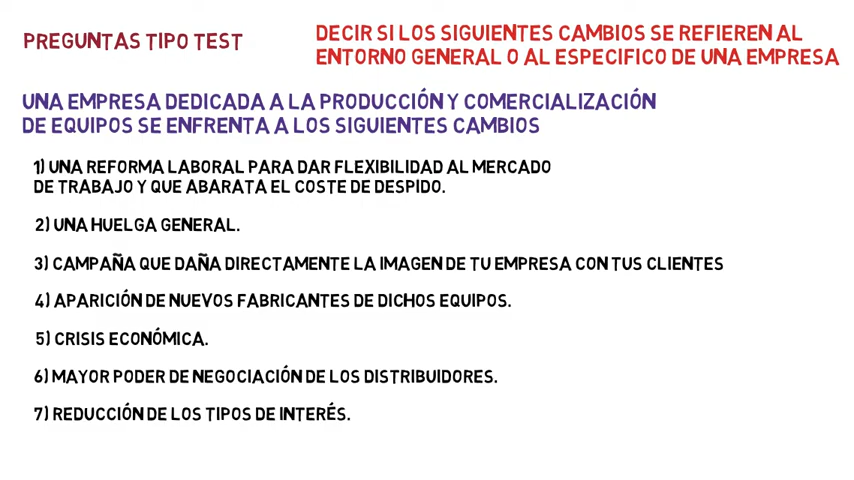 PREGUNTAS TIPO TEST
DECIR SI LOS SIGUIENTES CAMBIOS SE REFIEREN AL
ENTORNO GENERAL O AL ESPECIFICO DE UNA EMPRESA
UNA EMPRESA DEDICADA A LA PRODUCCIÓN Y COMERCIALIZACIÓN
DE EQUIPOS SE ENFRENTA A LOS SIGUIENTES CAMBIOS
1) UNA REFORMA LABORAL PARA DAR FLEXIBILIDAD AL MERCADO
DE TRABAJO Y QUE ABARATA EL COSTE DE DESPIDO.
2) UNA HUELGA GENERAL.
3) CAMPAÑA QUE DAÑA DIRECTAMENTE LA IMAGEN DE TU EMPRESA CON TUS CLIENTES
4) APARICIÓN DE NUEVOS FABRICANTES DE DICHOS EQUIPOS.
5) CRISIS ECONÓMICA.
6) MAYOR PODER DE NEGOCIACIÓN DE LOS DISTRIBUIDORES.
7) REDUCCIÓN DE LOS TIPOS DE INTERÉS.